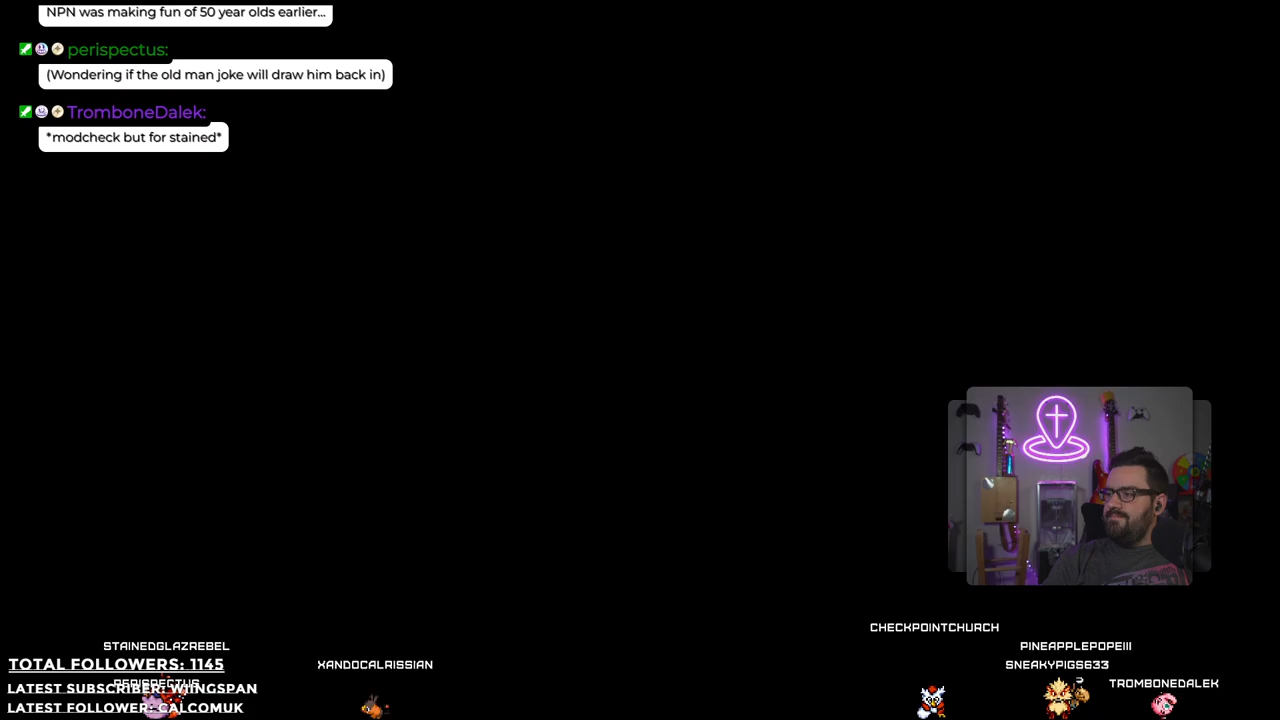 NPN was making fun of 50 year olds earlier...
perispectus:
(Wondering if the old man joke will draw him back in)
TromboneDalek:
*modcheck but for stained*
CHECKPOINTCHURCH
STAINEDGLAZREBEL
PINEAPPLEPOPEIII
TOTAL FOLLOWERS: 1145
XANDOCALRISSIAN
SNEAKYPIGS633
PERISPECTUS
TROMBONEDALEK
LATEST SUBSCRIBER: WIINGSPAN
LATEST FOLLOWER: CALCOMUK